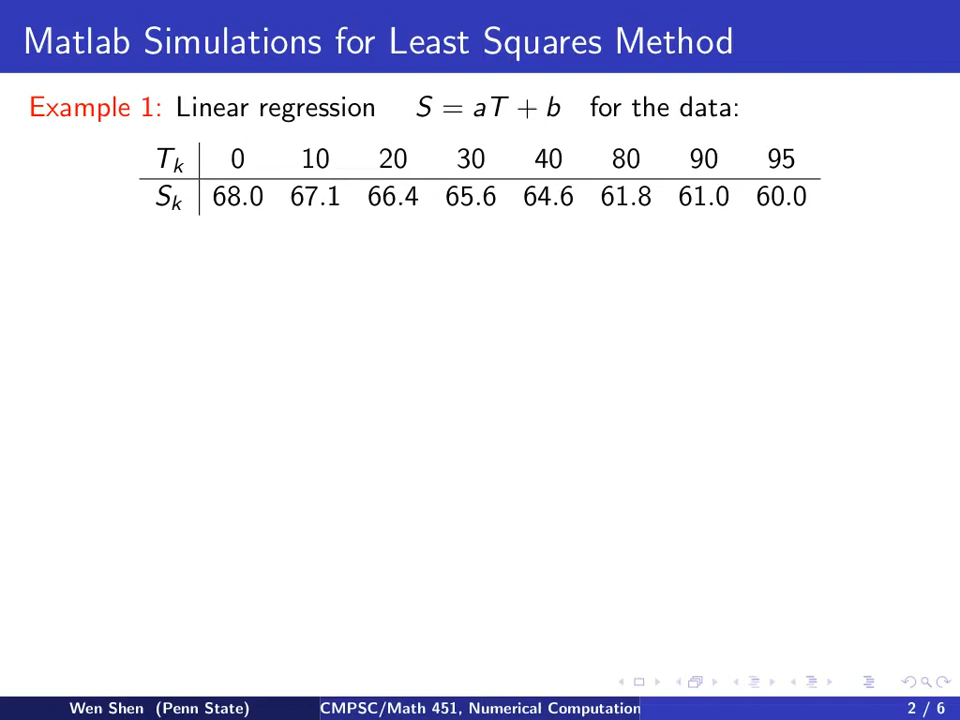 Matlab Simulations for Least Squares Method
Example 1: Linear regression S = aT + b for the data:
T_k 0 10 20 30 40 80 90 95
S_k 68.0 67.1 66.4 65.6 64.6 61.8 61.0 60.0
Wen Shen (Penn State) CMPSC/Math 451, Numerical Computation 2 / 6